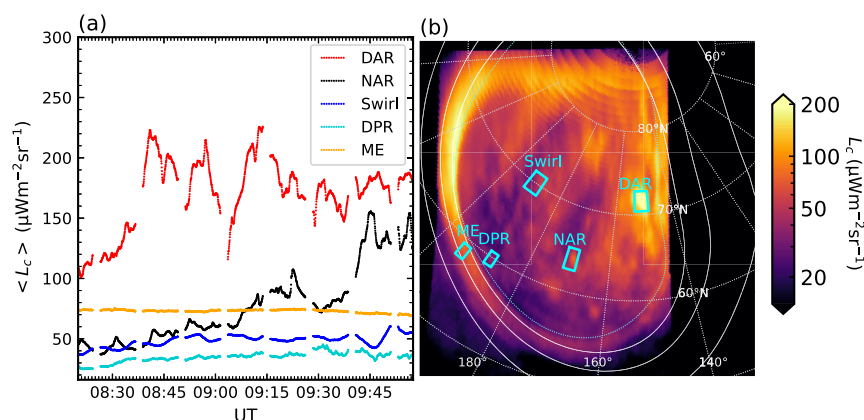 (a)
(b)
300
250
200
150
100
50
< L_c > (μWm⁻²sr⁻¹)
DAR
NAR
Swirl
DPR
ME
08:30 08:45 09:00 09:15 09:30 09:45
UT
60°
80°N
Swirl
DAR
70°N
ME
DPR
NAR
60°N
180°
160°
140°
200
100
50
20
L_c (μWm⁻²sr⁻¹)